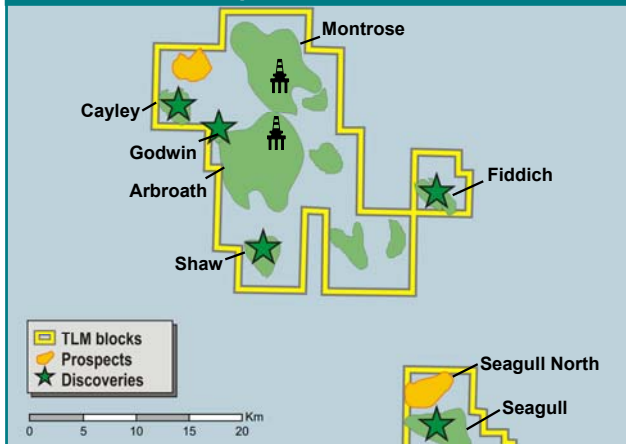 Montrose
Cayley
Godwin
Arbroath
Fiddich
Shaw
TLM blocks
Prospects
Discoveries
Km
0 5 10 15 20
Seagull North
Seagull